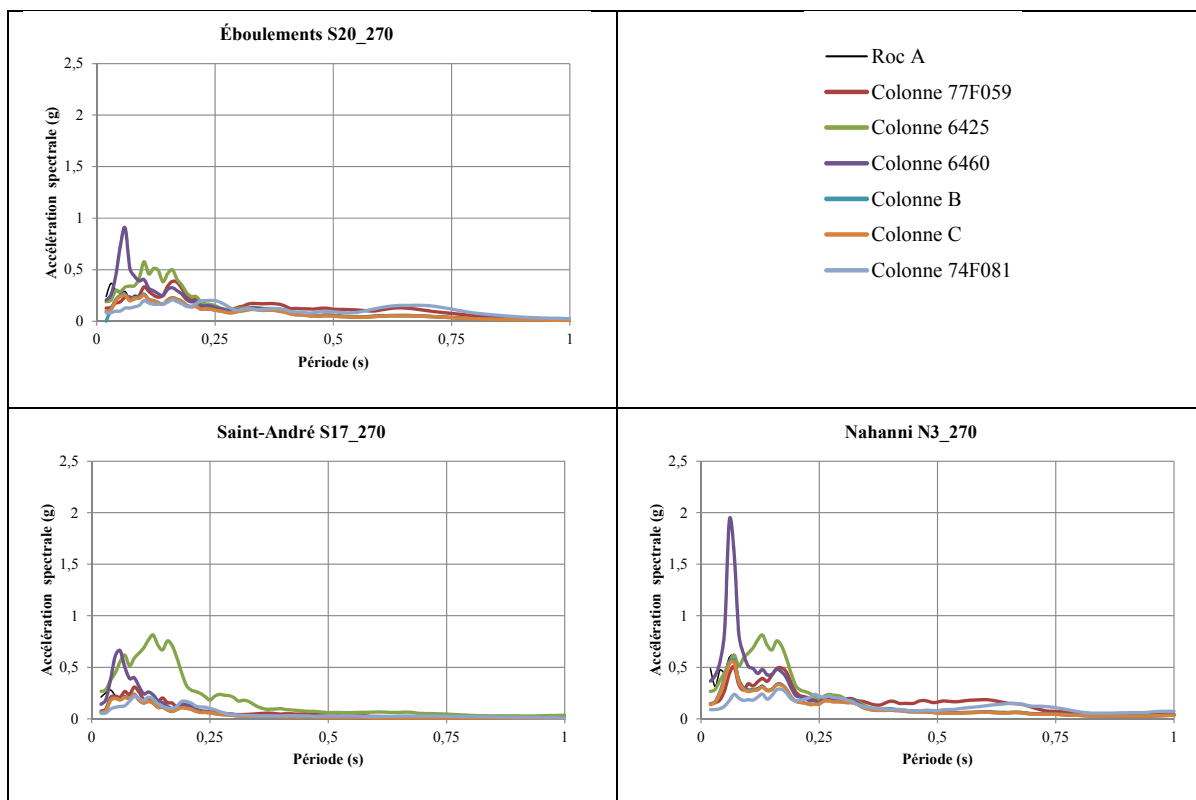 Éboulements S20_270
2,5
2
1,5
1
0,5
0
Accélération spectrale (g)
0
0,25
0,5
0,75
1
Période (s)
Roc A
Colonne 77F059
Colonne 6425
Colonne 6460
Colonne B
Colonne C
Colonne 74F081
Saint-André S17_270
2,5
2
1,5
1
0,5
0
Accélération spectrale (g)
0
0,25
0,5
0,75
1
Période (s)
Nahanni N3_270
2,5
2
1,5
1
0,5
0
Accélération spectrale (g)
0
0,25
0,5
0,75
1
Période (s)